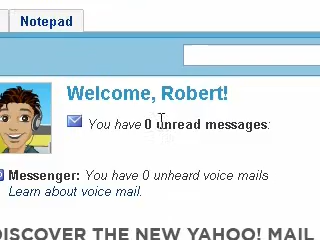 Notepad
Welcome, Robert!
You have 0 unread messages:
Messenger: You have 0 unheard voice mails
Learn about voice mail.
DISCOVER THE NEW YAHOO! MAIL